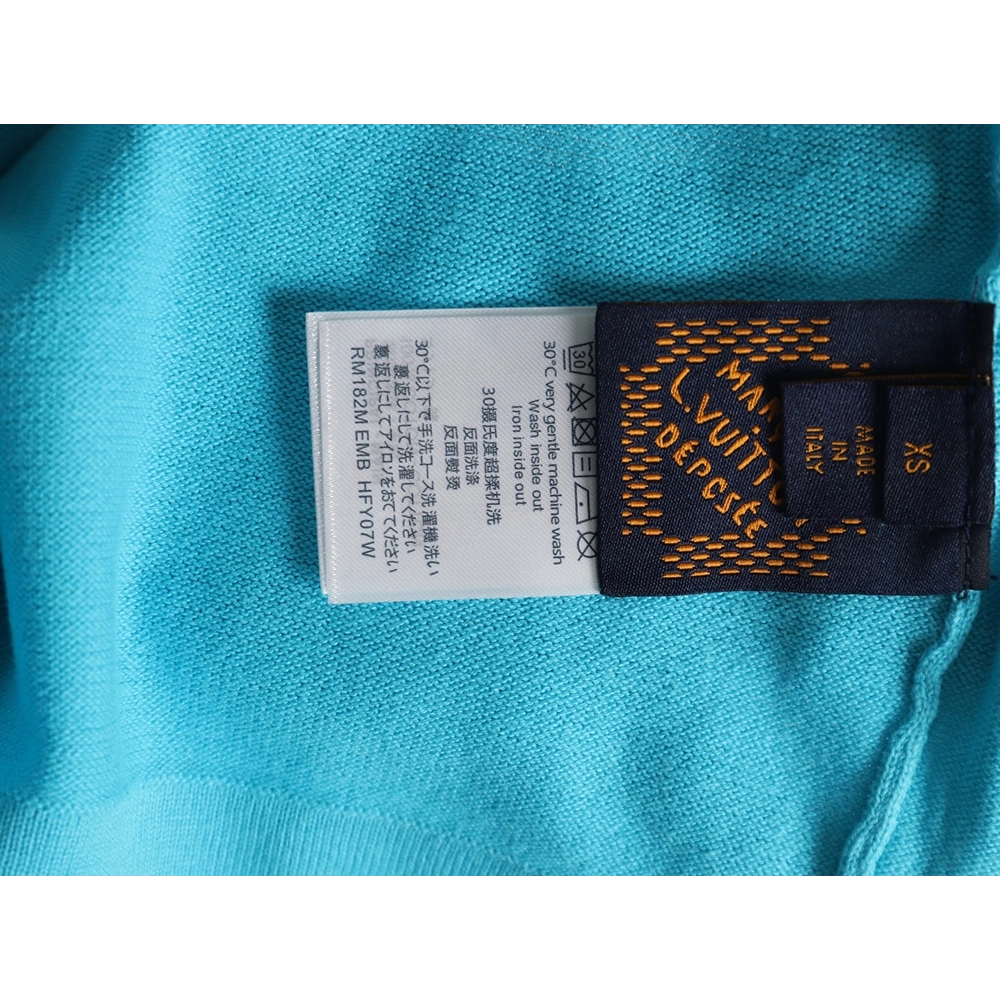 30
30°C very gentle machine wash
Wash inside out
Iron inside out
30摄氏度超揉机洗
反面洗涤
反面熨烫
30°C以下で手洗コース洗濯機洗い
裏返しにして洗濯してください
裏返しにしてアイロンをおてください
RM182M EMB HFY07W
L.VUITTO
DÉPOSÉE
MADE
IN
ITALY
XS